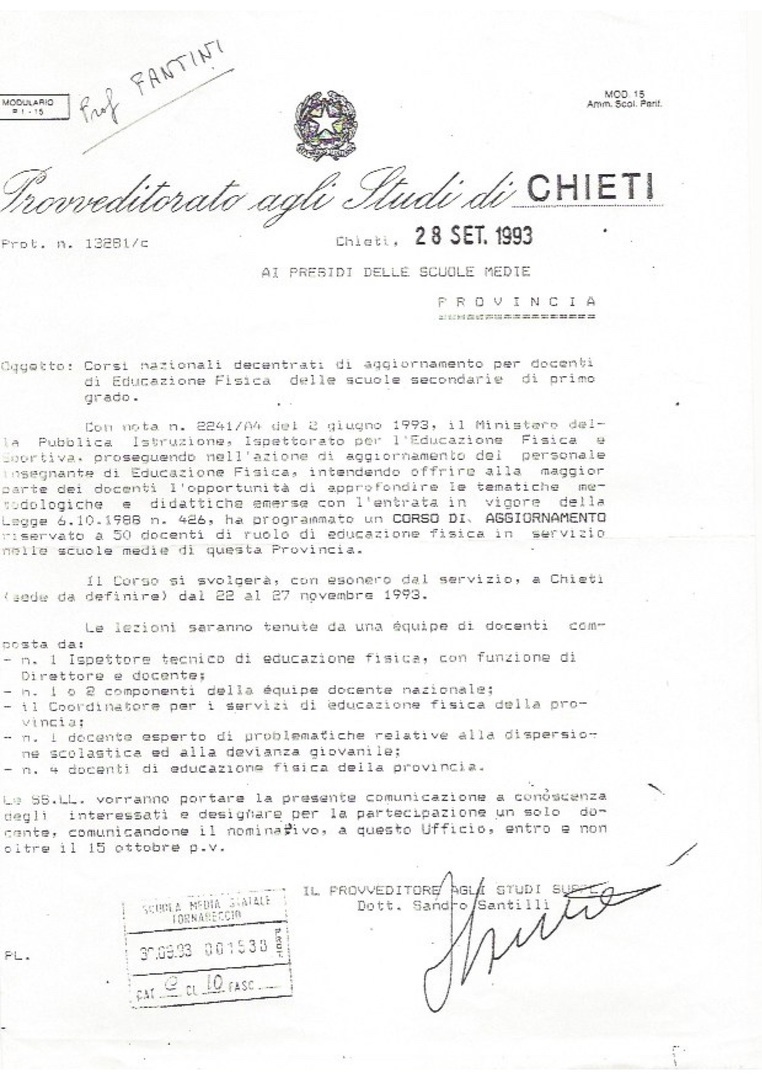 Prof FANTINI
MODULARIO
P I - 15
MOD. 15
Amm. Scol. Perif.
Provveditorato agli Studi di CHIETI
Prot. n. 13281/c
Chieti, 28 SET. 1993
AI PRESIDI DELLE SCUOLE MEDIE
P R O V I N C I A
==================
Oggetto: Corsi nazionali decentrati di aggiornamento per docenti
di Educazione Fisica delle scuole secondarie di primo
grado.
Con nota n. 2241/A4 del 2 giugno 1993, il Ministero del-
la Pubblica Istruzione, Ispettorato per l'Educazione Fisica e
Sportiva, proseguendo nell'azione di aggiornamento del personale
insegnante di Educazione Fisica, intendendo offrire alla maggior
parte dei docenti l'opportunità di approfondire le tematiche me-
todologiche e didattiche emerse con l'entrata in vigore della
Legge 6.10.1988 n. 426, ha programmato un CORSO DI AGGIORNAMENTO
riservato a 50 docenti di ruolo di educazione fisica in servizio
nelle scuole medie di questa Provincia.
Il Corso si svolgerà, con esonero dal servizio, a Chieti
(sede da definire) dal 22 al 27 novembre 1993.
Le lezioni saranno tenute da una équipe di docenti com-
posta da:
- n. 1 Ispettore tecnico di educazione fisica, con funzione di
Direttore e docente;
- n. 1 o 2 componenti della équipe docente nazionale;
- il Coordinatore per i servizi di educazione fisica della pro-
vincia;
- n. 1 docente esperto di problematiche relative alla dispersio-
ne scolastica ed alla devianza giovanile;
- n. 4 docenti di educazione fisica della provincia.
Le SS.LL. vorranno portare la presente comunicazione a conoscenza
degli interessati e designare per la partecipazione un solo do-
cente, comunicandone il nominativo, a questo Ufficio, entro e non
oltre il 15 ottobre p.v.
IL PROVVEDITORE AGLI STUDI
Dott. Sandro Santilli
SCUOLA MEDIA STATALE
TORNARECCIO
30.09.93 001538
CAT C CL 10 FASC.
PL.